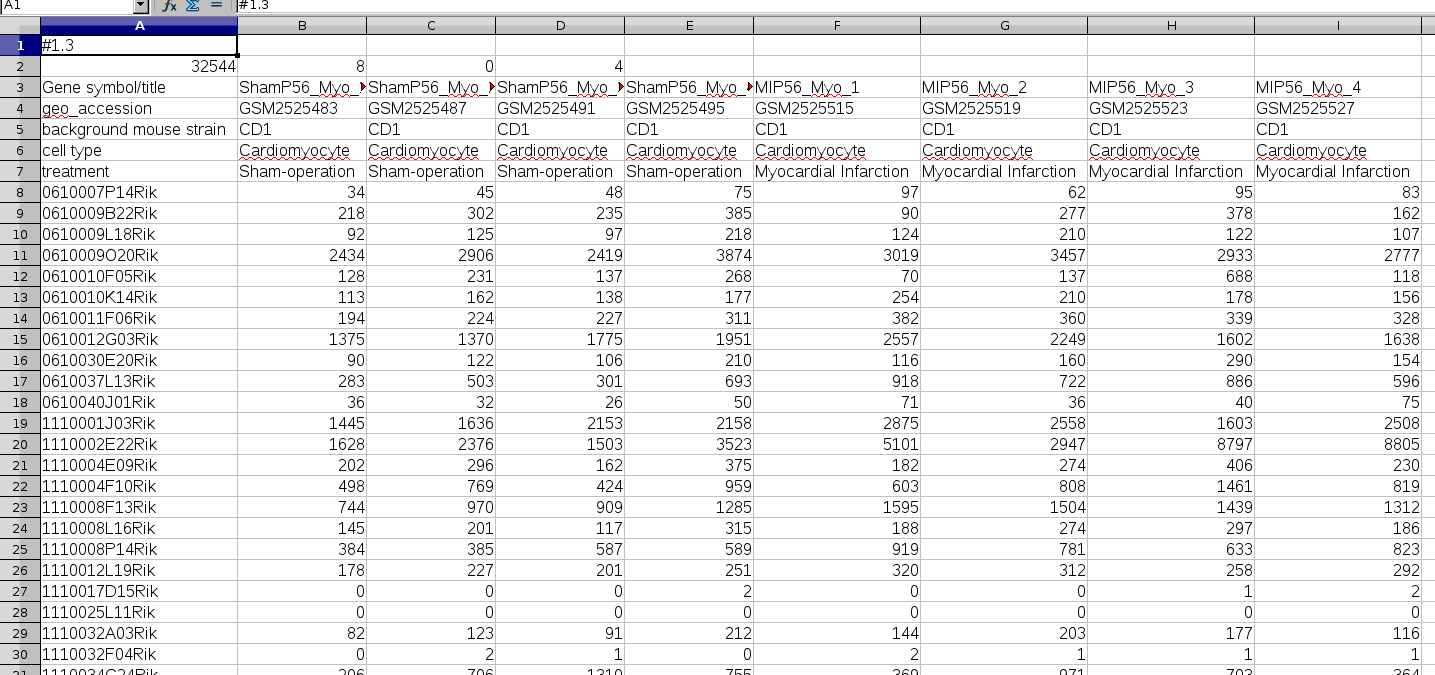 A1 #1.3
A B C D E F G H I
1 #1.3
2 32544 8 0 4
3 Gene symbol/title ShamP56_Myo_ ShamP56_Myo_ ShamP56_Myo_ ShamP56_Myo_ MIP56_Myo_1 MIP56_Myo_2 MIP56_Myo_3 MIP56_Myo_4
4 geo_accession GSM2525483 GSM2525487 GSM2525491 GSM2525495 GSM2525515 GSM2525519 GSM2525523 GSM2525527
5 background mouse strain CD1 CD1 CD1 CD1 CD1 CD1 CD1 CD1
6 cell type Cardiomyocyte Cardiomyocyte Cardiomyocyte Cardiomyocyte Cardiomyocyte Cardiomyocyte Cardiomyocyte Cardiomyocyte
7 treatment Sham-operation Sham-operation Sham-operation Sham-operation Myocardial Infarction Myocardial Infarction Myocardial Infarction Myocardial Infarction
8 0610007P14Rik 34 45 48 75 97 62 95 83
9 0610009B22Rik 218 302 235 385 90 277 378 162
10 0610009L18Rik 92 125 97 218 124 210 122 107
11 0610009O20Rik 2434 2906 2419 3874 3019 3457 2933 2777
12 0610010F05Rik 128 231 137 268 70 137 688 118
13 0610010K14Rik 113 162 138 177 254 210 178 156
14 0610011F06Rik 194 224 227 311 382 360 339 328
15 0610012G03Rik 1375 1370 1775 1951 2557 2249 1602 1638
16 0610030E20Rik 90 122 106 210 116 160 290 154
17 0610037L13Rik 283 503 301 693 918 722 886 596
18 0610040J01Rik 36 32 26 50 71 36 40 75
19 1110001J03Rik 1445 1636 2153 2158 2875 2558 1603 2508
20 1110002E22Rik 1628 2376 1503 3523 5101 2947 8797 8805
21 1110004E09Rik 202 296 162 375 182 274 406 230
22 1110004F10Rik 498 769 424 959 603 808 1461 819
23 1110008F13Rik 744 970 909 1285 1595 1504 1439 1312
24 1110008L16Rik 145 201 117 315 188 274 297 186
25 1110008P14Rik 384 385 587 589 919 781 633 823
26 1110012L19Rik 178 227 201 251 320 312 258 292
27 1110017D15Rik 0 0 0 2 0 0 1 2
28 1110025L11Rik 0 0 0 0 0 0 0 0
29 1110032A03Rik 82 123 91 212 144 203 177 116
30 1110032F04Rik 0 2 1 0 2 1 1 1